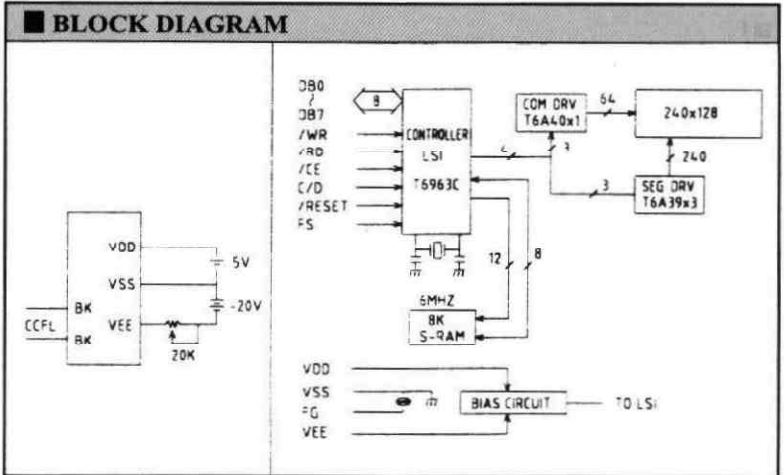 BLOCK DIAGRAM
VDD
5V
VSS
-20V
BK
CCFL
VEE
BK
20K
DB0
DB7
8
/WR
/RD
/CE
C/D
/RESET
FS
CONTROLLER
LSI
T6963C
COM DRV
T6A40x1
64
240x128
240
3
SEG DRV
T6A39x3
12
8
6MHZ
8K
S-RAM
VDD
VSS
FG
VEE
BIAS CIRCUIT
TO LSI